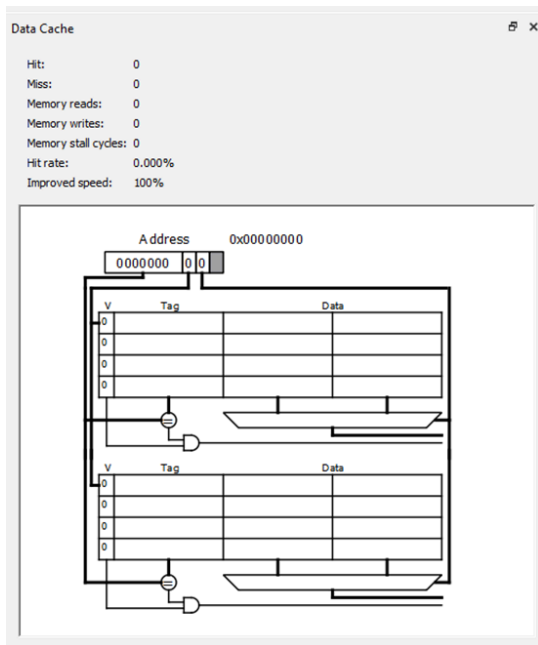 Data Cache
Hit: 0
Miss: 0
Memory reads: 0
Memory writes: 0
Memory stall cycles: 0
Hit rate: 0.000%
Improved speed: 100%
Address 0x00000000
0000000 0 0
V Tag Data
0
0
0
0
=
V Tag Data
0
0
0
0
=